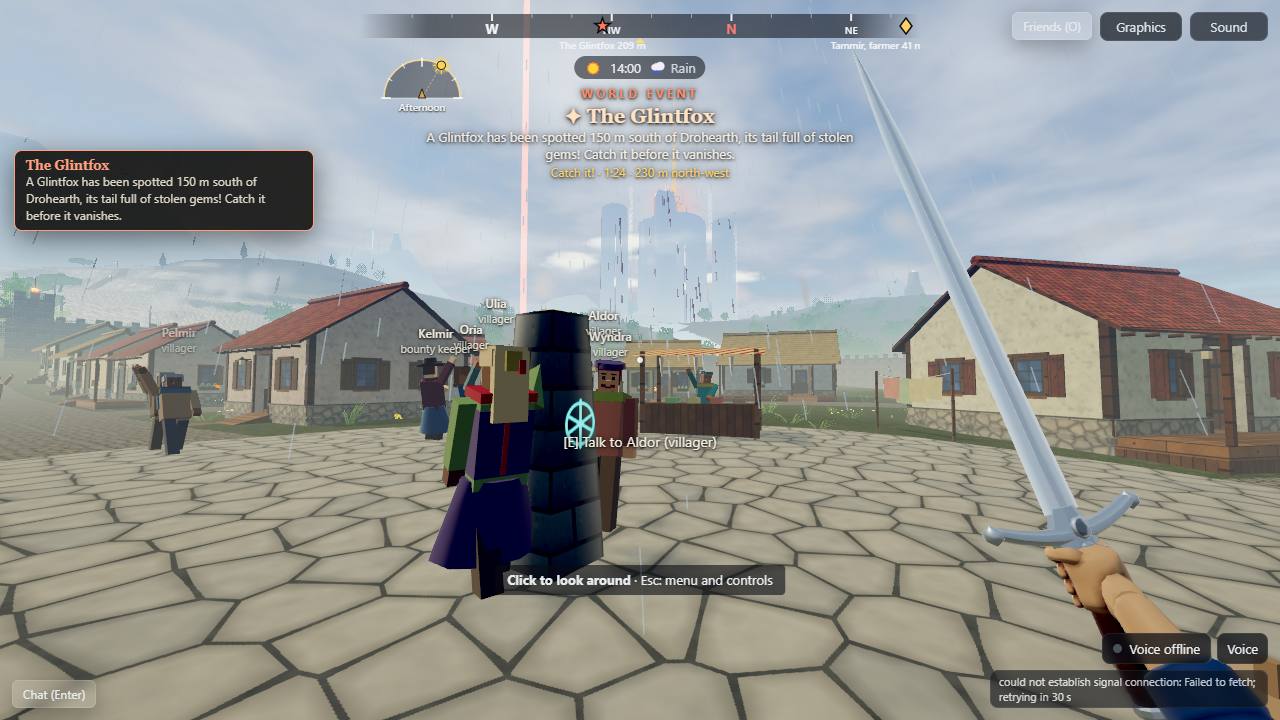 W
NW
N
NE
The Glintfox 209 m
Tammir, farmer 41 m
Friends (O)
Graphics
Sound
14:00
Rain
Afternoon
WORLD EVENT
✦ The Glintfox
A Glintfox has been spotted 150 m south of Drohearth, its tail full of stolen
gems! Catch it before it vanishes.
Catch it! · 1:24 · 230 m north-west
The Glintfox
A Glintfox has been spotted 150 m south of
Drohearth, its tail full of stolen gems! Catch it
before it vanishes.
Ulia
villager
Aldor
villager
Pelmir
villager
Kelmir
bounty keeper
Oria
villager
Wyndra
villager
[E] Talk to Aldor (villager)
Click to look around · Esc: menu and controls
Voice offline
Voice
could not establish signal connection: Failed to fetch;
retrying in 30 s
Chat (Enter)